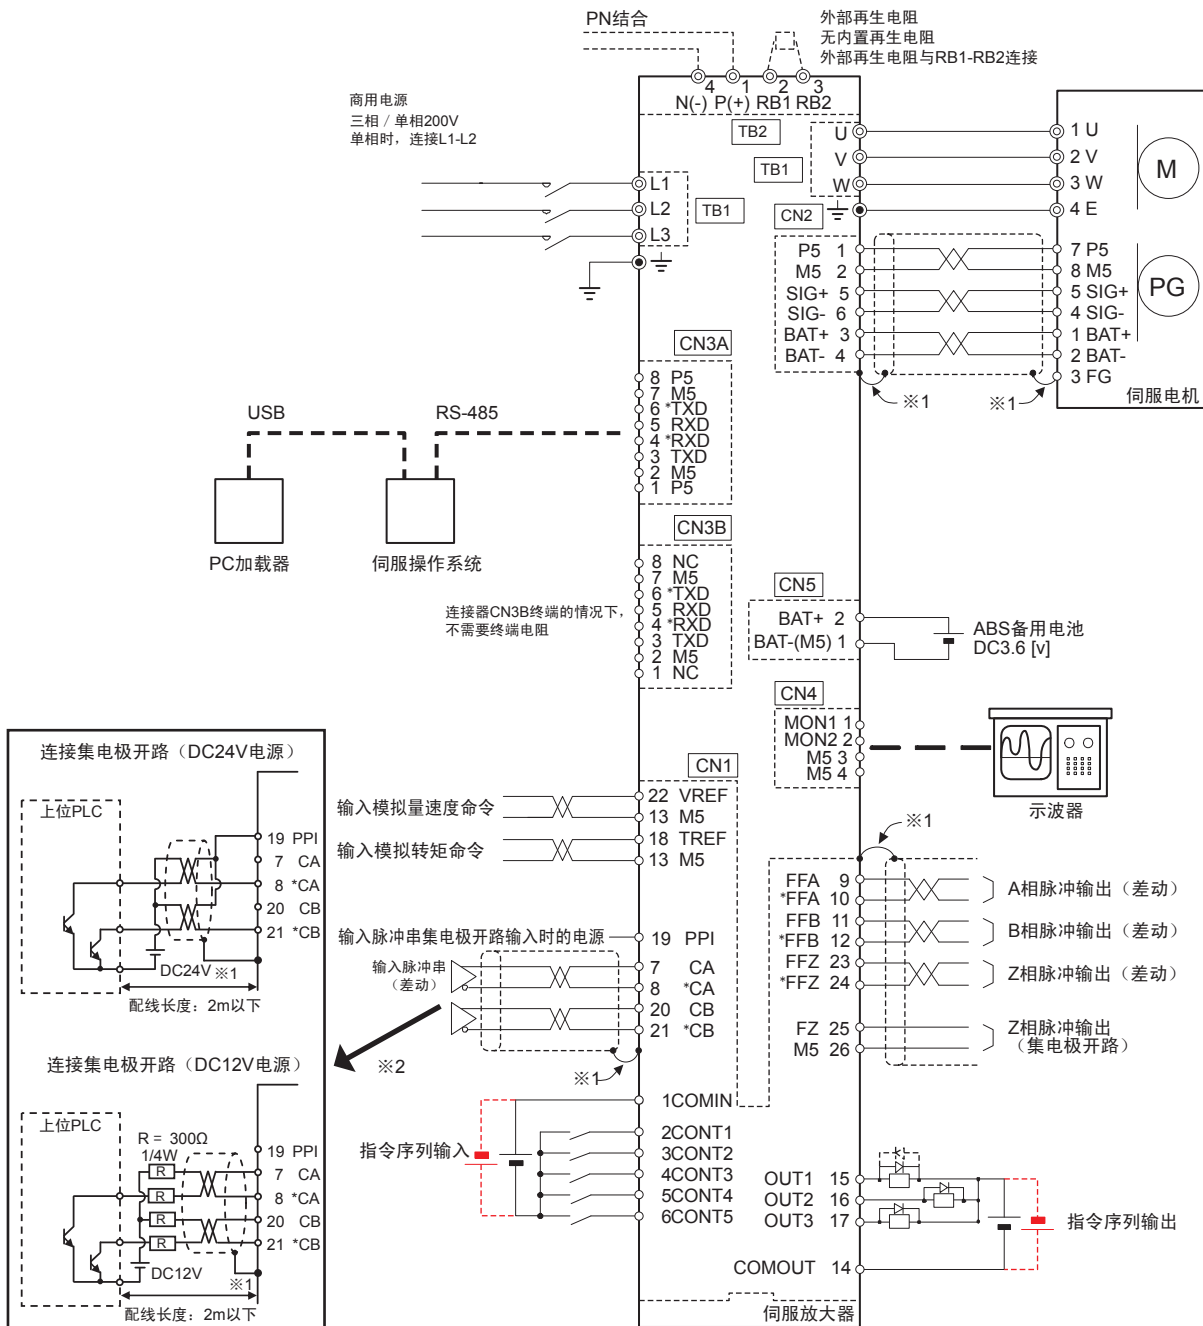 PN结合
外部再生电阻
无内置再生电阻
外部再生电阻与RB1-RB2连接
商用电源
三相 / 单相200V
单相时，连接L1-L2
4 1 2 3
N(-) P(+) RB1 RB2
TB2
TB1
U
V
W
1 U
2 V
3 W
4 E
M
L1
L2
L3
TB1
CN2
P5 1
M5 2
SIG+ 5
SIG- 6
BAT+ 3
BAT- 4
7 P5
8 M5
5 SIG+
4 SIG-
1 BAT+
2 BAT-
3 FG
PG
※1
※1
伺服电机
CN3A
8 P5
7 M5
6 *TXD
5 RXD
4 *RXD
3 TXD
2 M5
1 P5
USB
RS-485
PC加载器
伺服操作系统
CN3B
8 NC
7 M5
6 *TXD
5 RXD
4 *RXD
3 TXD
2 M5
1 NC
连接器CN3B终端的情况下，
不需要终端电阻
CN5
BAT+ 2
BAT-(M5) 1
ABS备用电池
DC3.6 [v]
CN4
MON1 1
MON2 2
M5 3
M5 4
示波器
CN1
输入模拟量速度命令
22 VREF
13 M5
输入模拟转矩命令
18 TREF
13 M5
输入脉冲串集电极开路输入时的电源
19 PPI
输入脉冲串
（差动）
7 CA
8 *CA
20 CB
21 *CB
※1
※2
※1
FFA 9
*FFA 10
FFB 11
*FFB 12
FFZ 23
*FFZ 24
FZ 25
M5 26
A相脉冲输出（差动）
B相脉冲输出（差动）
Z相脉冲输出（差动）
Z相脉冲输出
（集电极开路）
指令序列输入
1COMIN
2CONT1
3CONT2
4CONT3
5CONT4
6CONT5
OUT1 15
OUT2 16
OUT3 17
COMOUT 14
指令序列输出
伺服放大器
连接集电极开路（DC24V电源）
上位PLC
19 PPI
7 CA
8 *CA
20 CB
21 *CB
DC24V
※1
配线长度：2m以下
连接集电极开路（DC12V电源）
上位PLC
R = 300Ω
1/4W
R
R
R
R
19 PPI
7 CA
8 *CA
20 CB
21 *CB
DC12V
※1
配线长度：2m以下